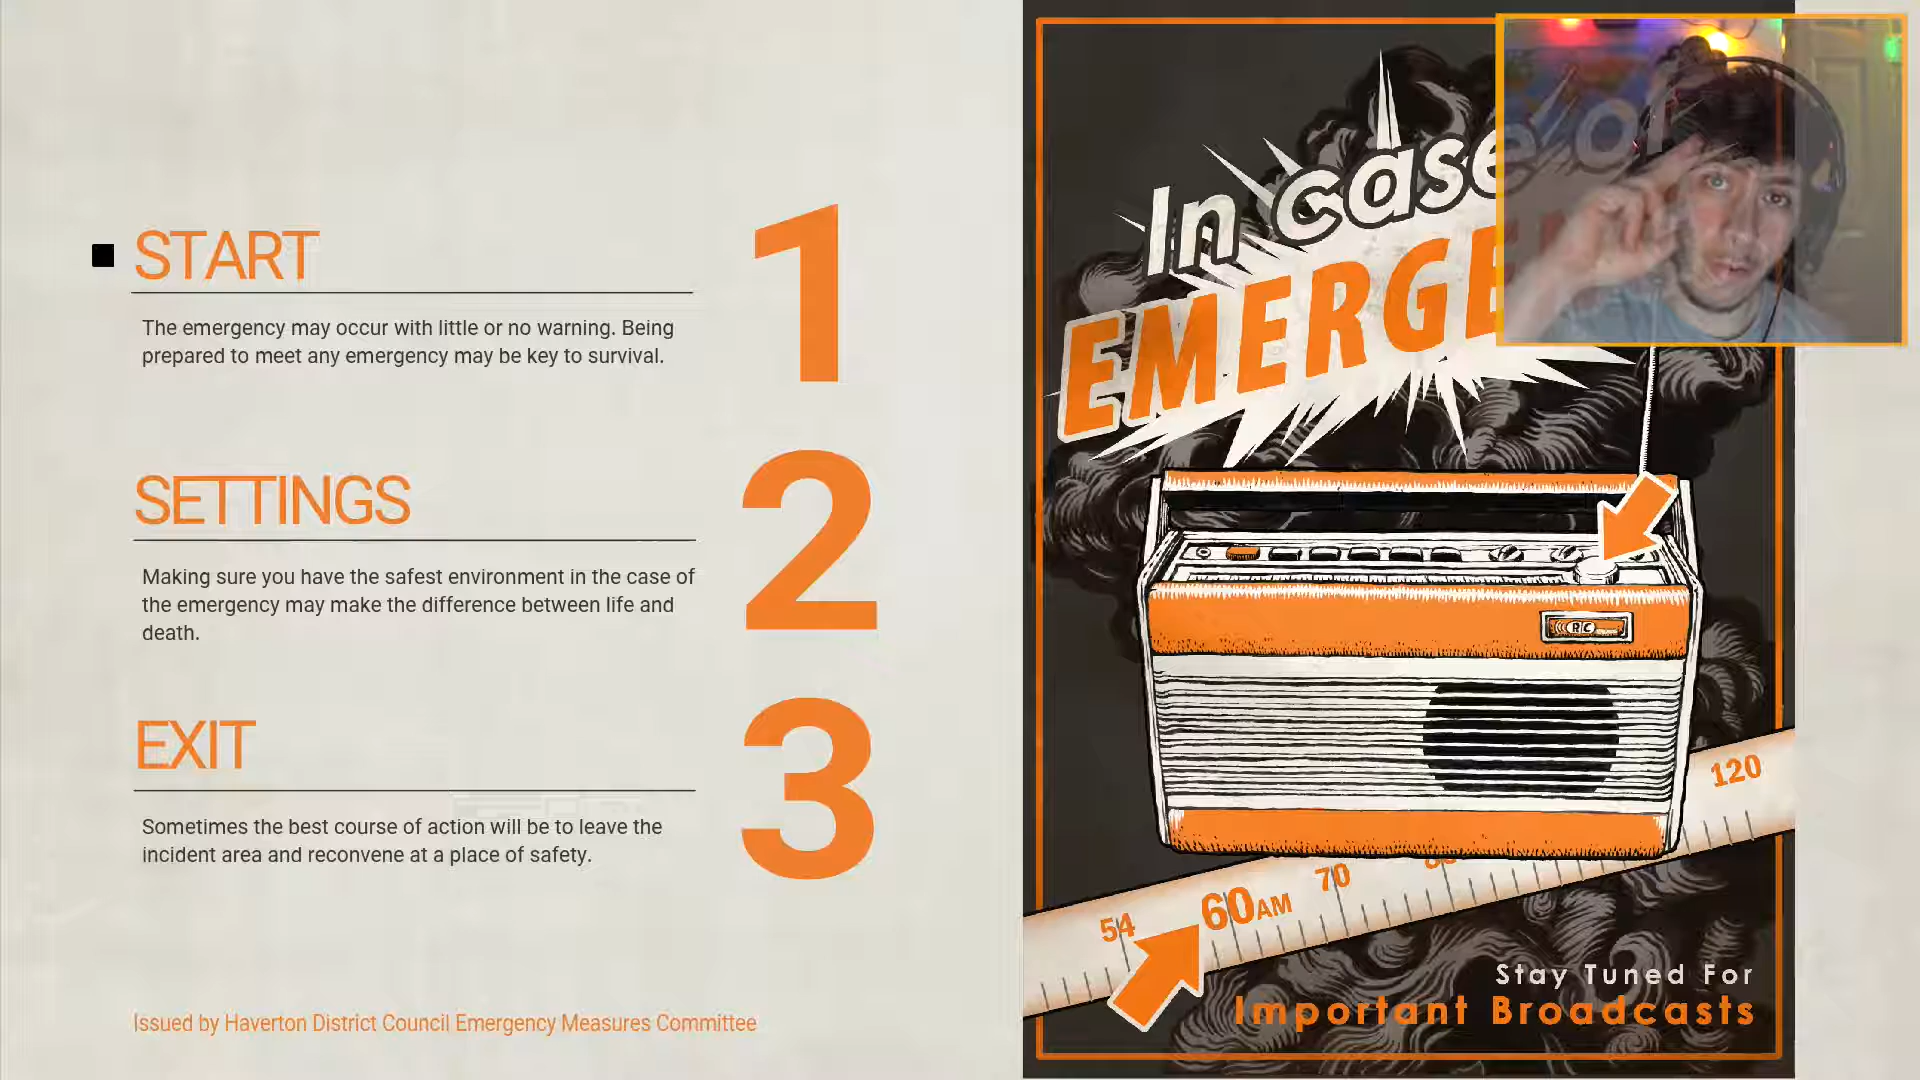 START
1
The emergency may occur with little or no warning. Being
prepared to meet any emergency may be key to survival.
SETTINGS
2
Making sure you have the safest environment in the case of
the emergency may make the difference between life and
death.
EXIT
3
Sometimes the best course of action will be to leave the
incident area and reconvene at a place of safety.
Issued by Haverton District Council Emergency Measures Committee
In case of
EMERGE
RC
54 60AM 70 120
Stay Tuned For
Important Broadcasts